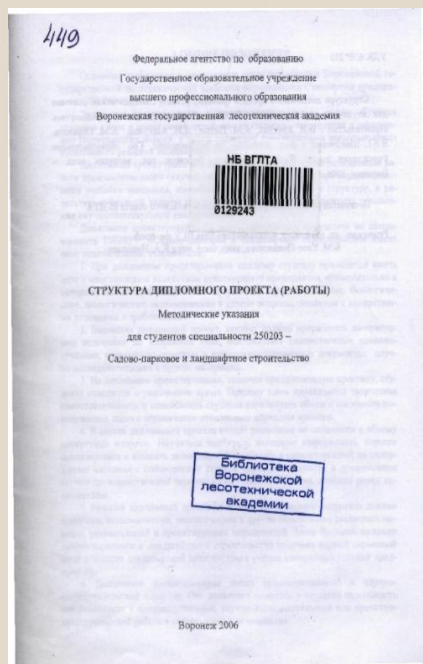 449
Федеральное агентство по образованию
Государственное образовательное учреждение
высшего профессионального образования
Воронежская государственная лесотехническая академия
НБ ВГЛТА
0129243
СТРУКТУРА ДИПЛОМНОГО ПРОЕКТА (РАБОТЫ)
Методические указания
для студентов специальности 250203 –
Садово-парковое и ландшафтное строительство
Библиотека
Воронежской
лесотехнической
академии
Воронеж 2006